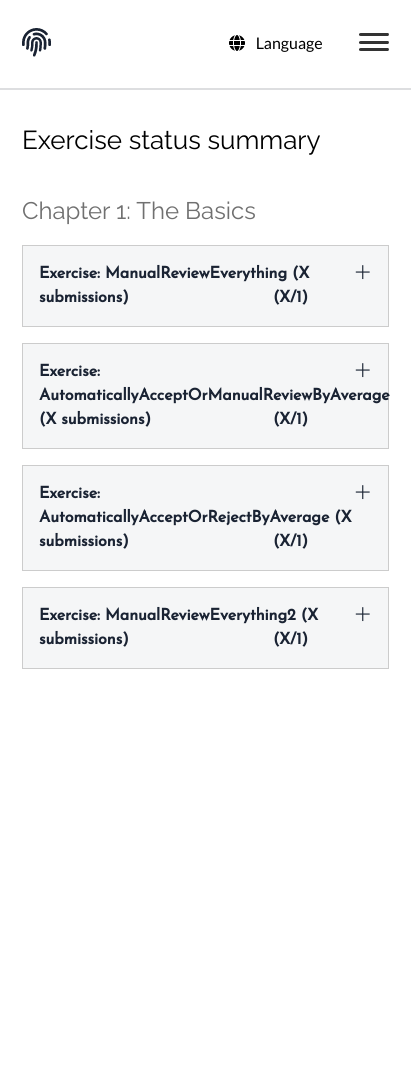 Language
Exercise status summary
Chapter 1: The Basics
Exercise: ManualReviewEverything (X
submissions) (X/1)
Exercise:
AutomaticallyAcceptOrManualReviewByAverage
(X submissions) (X/1)
Exercise:
AutomaticallyAcceptOrRejectByAverage (X
submissions) (X/1)
Exercise: ManualReviewEverything2 (X
submissions) (X/1)